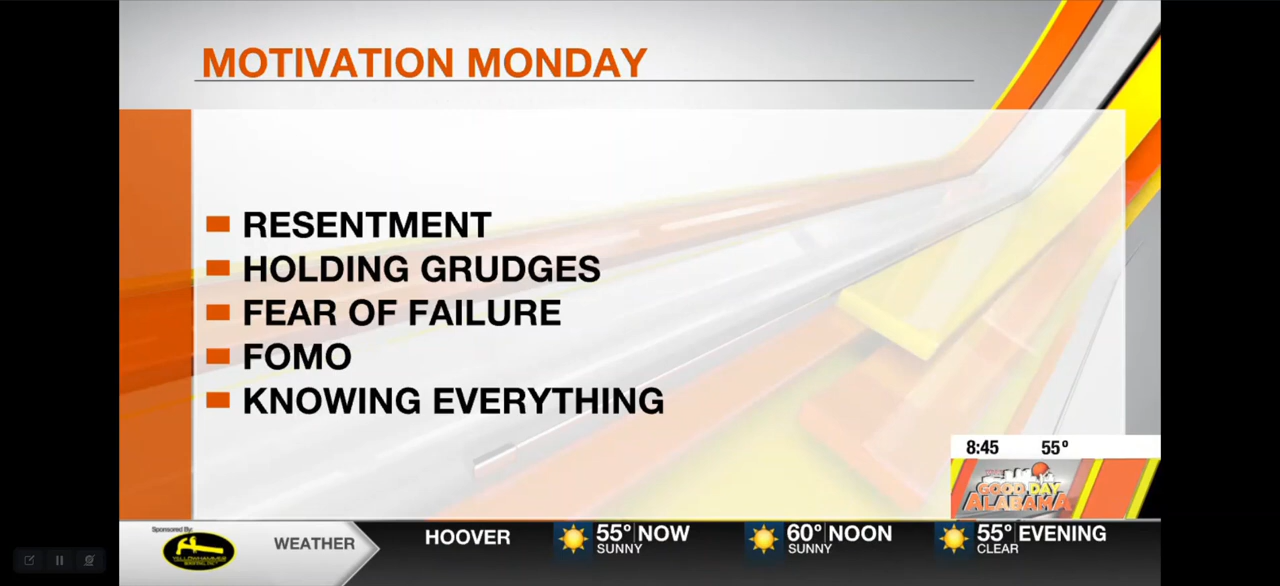 MOTIVATION MONDAY
RESENTMENT
HOLDING GRUDGES
FEAR OF FAILURE
FOMO
KNOWING EVERYTHING
8:45 55°
GOOD DAY
ALABAMA
Sponsored By:
YELLOWHAMMER
WEATHER
HOOVER
55° NOW
SUNNY
60° NOON
SUNNY
55° EVENING
CLEAR